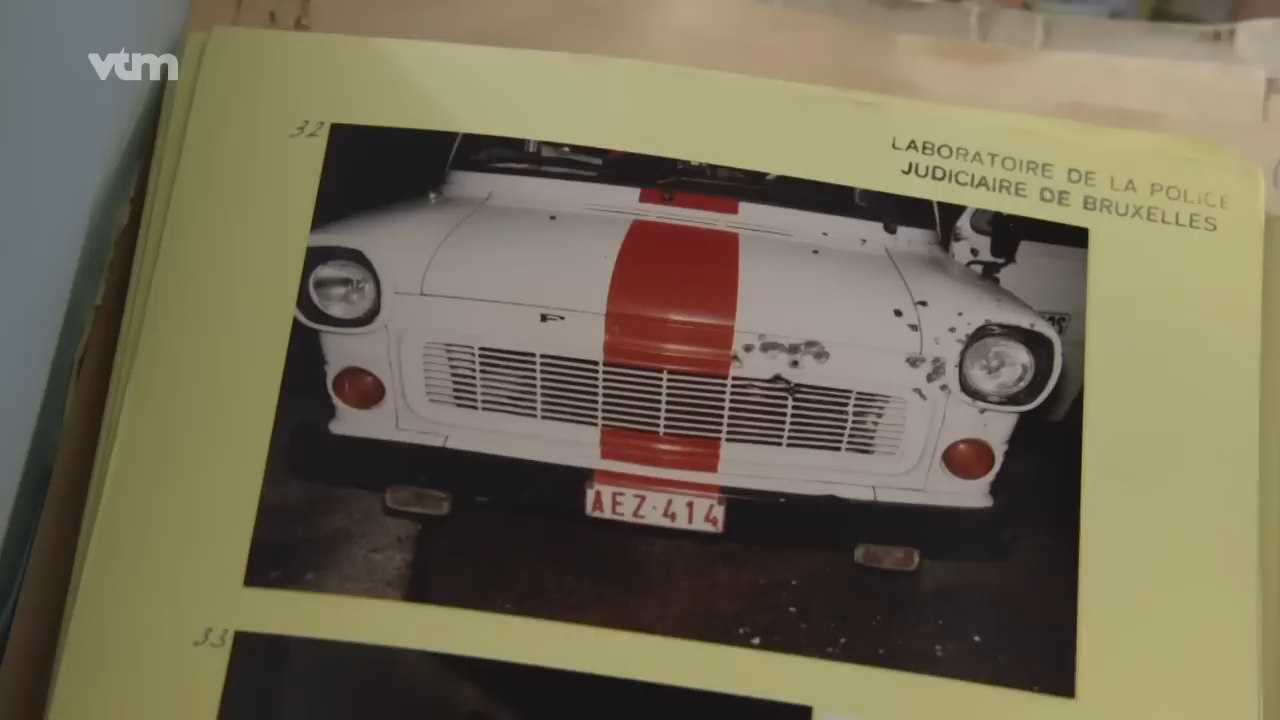 vtm
32
LABORATOIRE DE LA POLICE
JUDICIAIRE DE BRUXELLES
F
AEZ·414
33